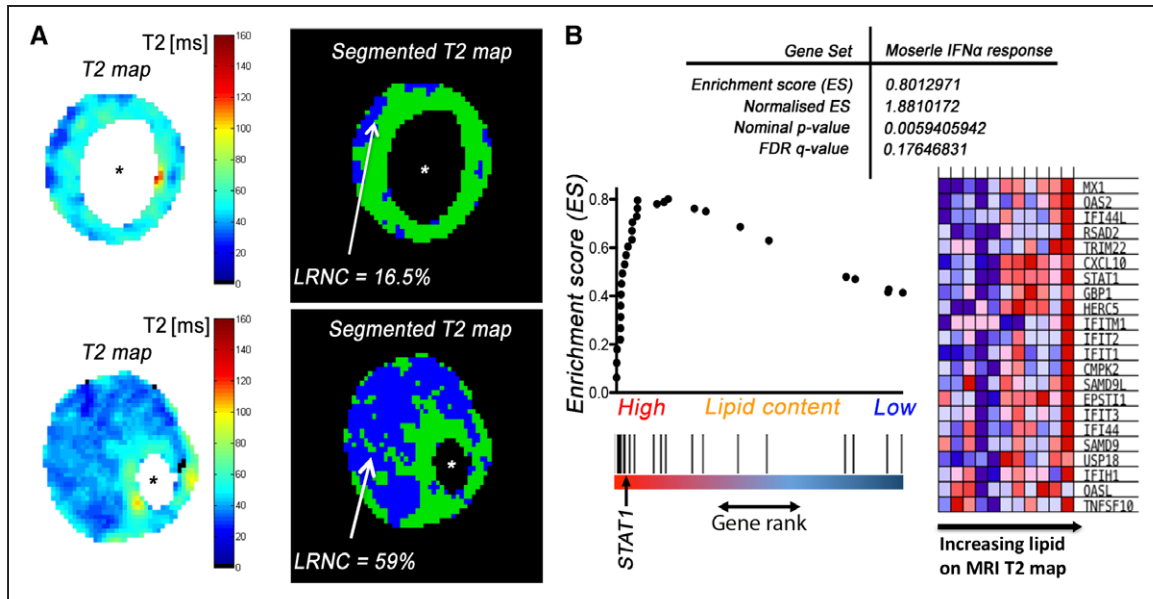 A
T2 [ms]
T2 map
160
140
120
100
80
60
40
20
0
*
Segmented T2 map
*
LRNC = 16.5%
T2 [ms]
T2 map
160
140
120
100
80
60
40
20
0
*
Segmented T2 map
*
LRNC = 59%
B
Gene Set Moserle IFNα response
Enrichment score (ES) 0.8012971
Normalised ES 1.8810172
Nominal p-value 0.0059405942
FDR q-value 0.17646831
Enrichment score (ES)
0.8
0.6
0.4
0.2
0.0
High Lipid content Low
STAT1
Gene rank
MX1
OAS2
IFI44L
RSAD2
TRIM22
CXCL10
STAT1
GBP1
HERC5
IFITM1
IFIT2
IFIT1
CMPK2
SAMD9L
EPSTI1
IFIT3
IFI44
SAMD9
USP18
IFIH1
OASL
TNFSF10
Increasing lipid
on MRI T2 map